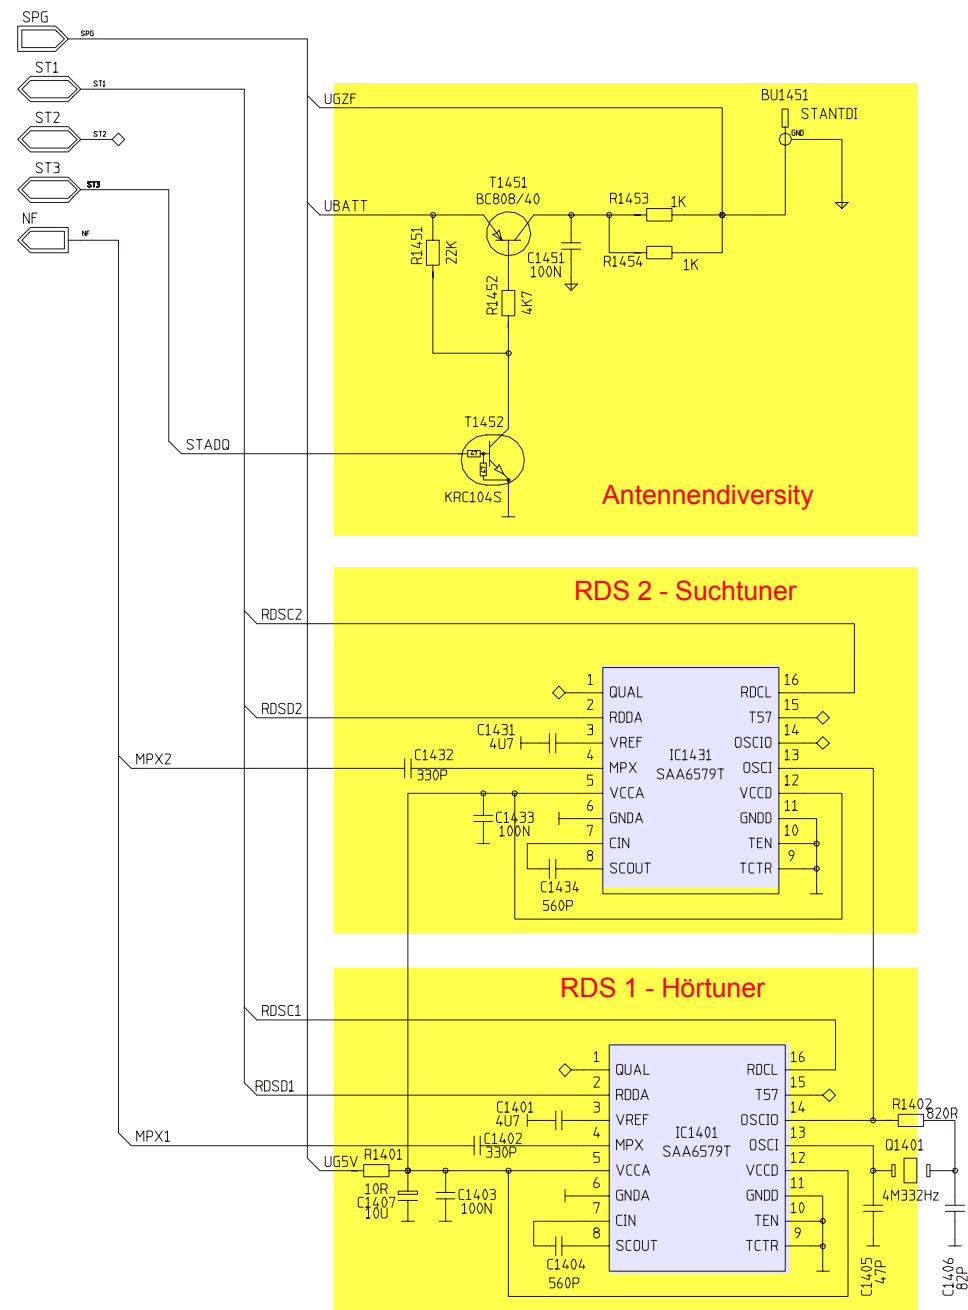 SPG
SPG
ST1
ST1
ST2
ST2
ST3
ST3
NF
NF
UGZF
BU1451
STANTDI
GND
T1451
BC808/40
UBATT
R1453
1K
R1451
22K
C1451
100N
R1454
1K
R1452
4K7
T1452
STADQ
47
47
KRC104S
Antennendiversity
RDS 2 - Suchtuner
RDSC2
1 QUAL RDCL 16
RDSD2
2 RDDA T57 15
C1431
4U7
3 VREF OSCIO 14
MPX2
C1432
330P
4 MPX OSCI 13
IC1431
SAA6579T
5 VCCA VCCD 12
C1433
100N
6 GNDA GNDD 11
7 CIN TEN 10
8 SCOUT TCTR 9
C1434
560P
RDS 1 - Hörtuner
RDSC1
1 QUAL RDCL 16
RDSD1
2 RDDA T57 15
C1401
4U7
3 VREF OSCIO 14
R1402
820R
MPX1
C1402
330P
4 MPX OSCI 13
IC1401
SAA6579T
Q1401
4M332Hz
UG5V
R1401
10R
5 VCCA VCCD 12
C1407
10U
C1403
100N
6 GNDA GNDD 11
7 CIN TEN 10
8 SCOUT TCTR 9
C1404
560P
C1405
47P
C1406
82P